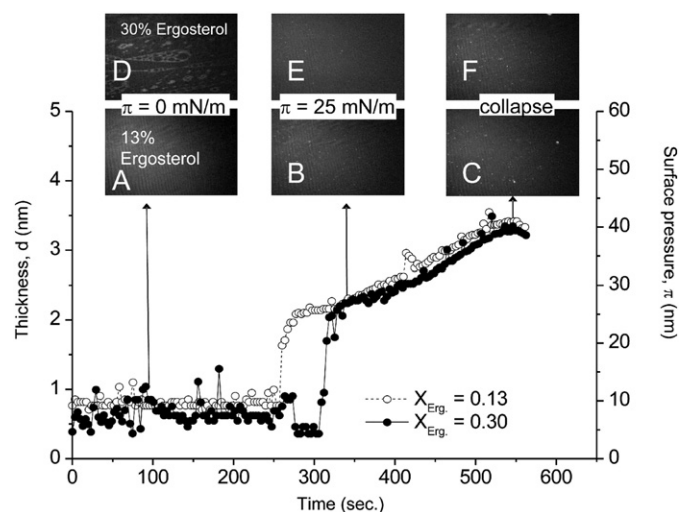 30% Ergosterol
D
E
F
π = 0 mN/m
π = 25 mN/m
collapse
13%
Ergosterol
A
B
C
Thickness, d (nm)
5
4
3
2
1
0
Surface pressure, π (nm)
60
50
40
30
20
10
0
X Erg. = 0.13
X Erg. = 0.30
0 100 200 300 400 500 600
Time (sec.)